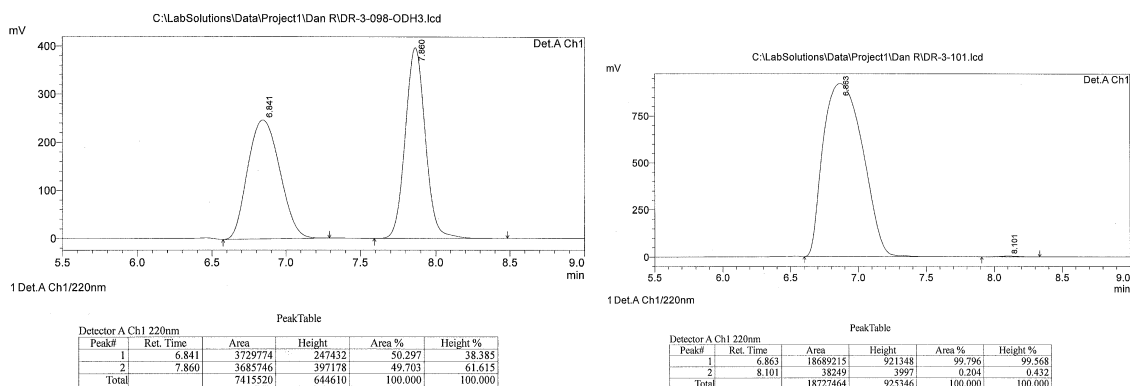 C:\LabSolutions\Data\Project1\Dan R\DR-3-098-ODH3.lcd
mV
Det.A Ch1
400
300
200
100
0
6.841
7.860
5.5 6.0 6.5 7.0 7.5 8.0 8.5 9.0
min
1 Det.A Ch1/220nm
PeakTable
Detector A Ch1 220nm
Peak# Ret. Time Area Height Area % Height %
1 6.841 3729774 247432 50.297 38.385
2 7.860 3685746 397178 49.703 61.615
Total 7415520 644610 100.000 100.000
C:\LabSolutions\Data\Project1\Dan R\DR-3-101.lcd
mV
Det.A Ch1
750
500
250
0
6.863
8.101
5.5 6.0 6.5 7.0 7.5 8.0 8.5 9.0
min
1 Det.A Ch1/220nm
PeakTable
Detector A Ch1 220nm
Peak# Ret. Time Area Height Area % Height %
1 6.863 18689215 921348 99.796 99.568
2 8.101 38249 3997 0.204 0.432
Total 18727464 925346 100.000 100.000